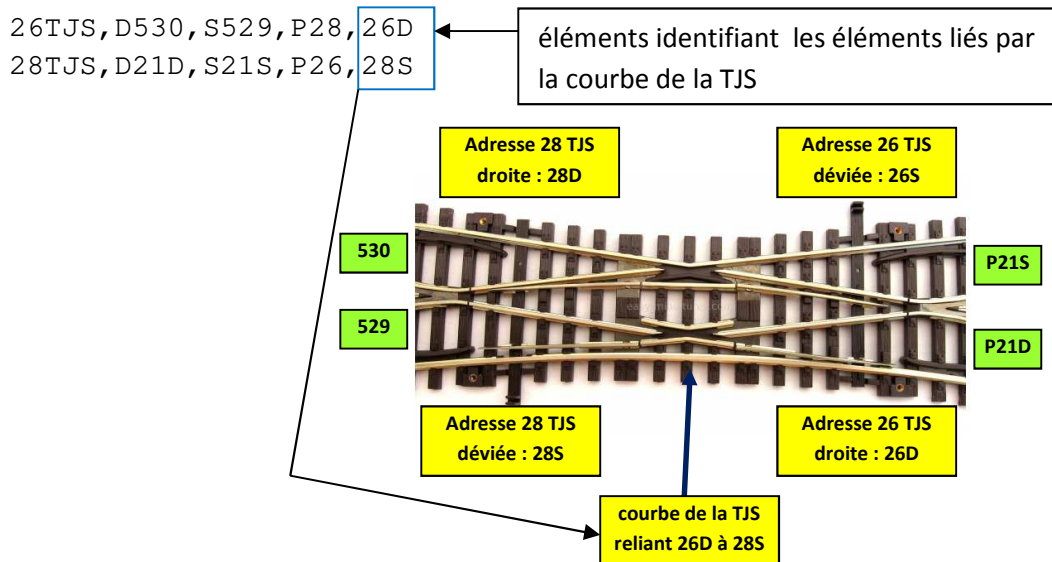 26TJS,D530,S529,P28,26D
28TJS,D21D,S21S,P26,28S
éléments identifiant les éléments liés par
la courbe de la TJS
Adresse 28 TJS
droite : 28D
Adresse 26 TJS
déviée : 26S
530
P21S
529
P21D
Adresse 28 TJS
déviée : 28S
Adresse 26 TJS
droite : 26D
courbe de la TJS
reliant 26D à 28S